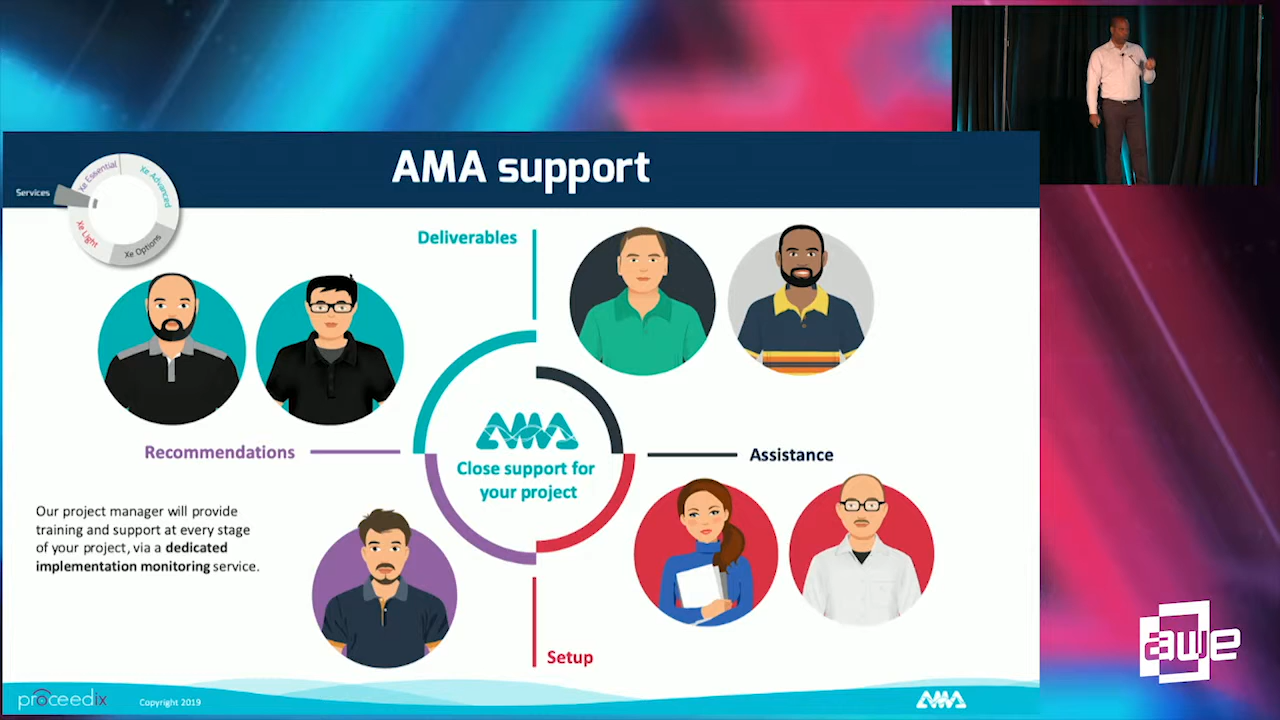 AMA support
Services
Xe Essential
Xe Advanced
Xe Light
Xe Options
Deliverables
Recommendations
AMA
Close support for
your project
Assistance
Our project manager will provide
training and support at every stage
of your project, via a dedicated
implementation monitoring service.
Setup
proceedix
Copyright 2019
AMA
awe